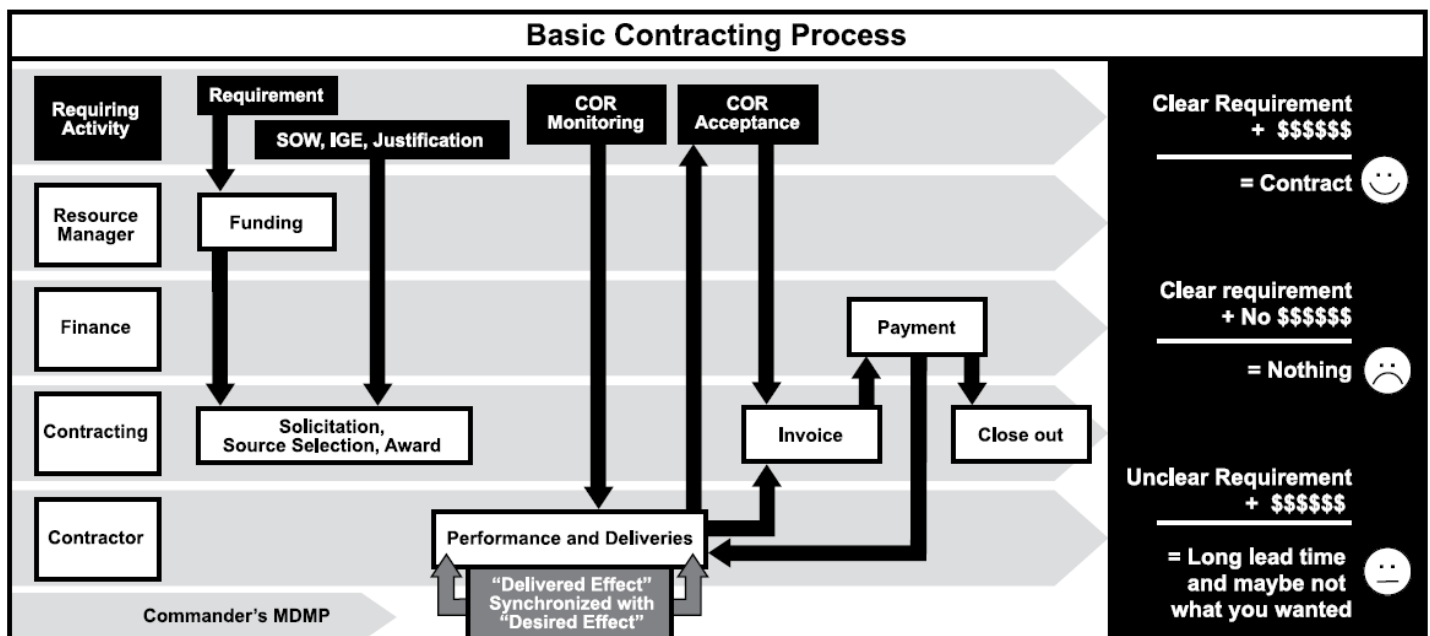 Basic Contracting Process
Requiring
Activity
Requirement
SOW, IGE, Justification
COR
Monitoring
COR
Acceptance
Resource
Manager
Funding
Finance
Payment
Contracting
Solicitation,
Source Selection, Award
Invoice
Close out
Contractor
Performance and Deliveries
“Delivered Effect”
Synchronized with
“Desired Effect”
Commander’s MDMP
Clear Requirement
+ $$$$$$
= Contract
Clear requirement
+ No $$$$$$
= Nothing
Unclear Requirement
+ $$$$$$
= Long lead time
and maybe not
what you wanted